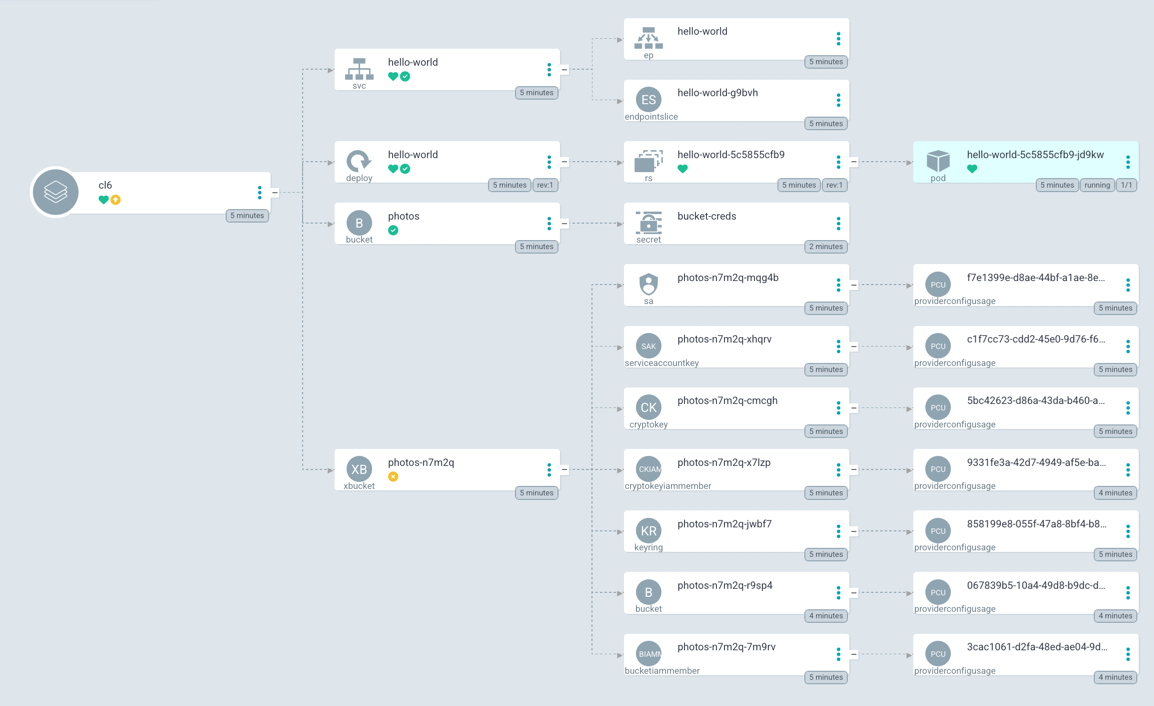 cl6
5 minutes
hello-world
svc
5 minutes
hello-world
ep
5 minutes
ES
hello-world-g9bvh
endpointslice
5 minutes
hello-world
deploy
5 minutes
rev:1
hello-world-5c5855cfb9
rs
5 minutes
rev:1
hello-world-5c5855cfb9-jd9kw
pod
5 minutes
running
1/1
B
photos
bucket
5 minutes
bucket-creds
secret
2 minutes
XB
photos-n7m2q
xbucket
5 minutes
photos-n7m2q-mqg4b
sa
5 minutes
PCU
f7e1399e-d8ae-44bf-a1ae-8e...
providerconfigusage
5 minutes
SAK
photos-n7m2q-xhqrv
serviceaccountkey
5 minutes
PCU
c1f7cc73-cdd2-45e0-9d76-f6...
providerconfigusage
5 minutes
CK
photos-n7m2q-cmcgh
cryptokey
5 minutes
PCU
5bc42623-d86a-43da-b460-a...
providerconfigusage
5 minutes
CKIAM
photos-n7m2q-x7lzp
cryptokeyiammember
5 minutes
PCU
9331fe3a-42d7-4949-af5e-ba...
providerconfigusage
4 minutes
KR
photos-n7m2q-jwbf7
keyring
5 minutes
PCU
858199e8-055f-47a8-8bf4-b8...
providerconfigusage
5 minutes
B
photos-n7m2q-r9sp4
bucket
4 minutes
PCU
067839b5-10a4-49d8-b9dc-d...
providerconfigusage
4 minutes
BIAMM
photos-n7m2q-7m9rv
bucketiammember
5 minutes
PCU
3cac1061-d2fa-48ed-ae04-9d...
providerconfigusage
4 minutes